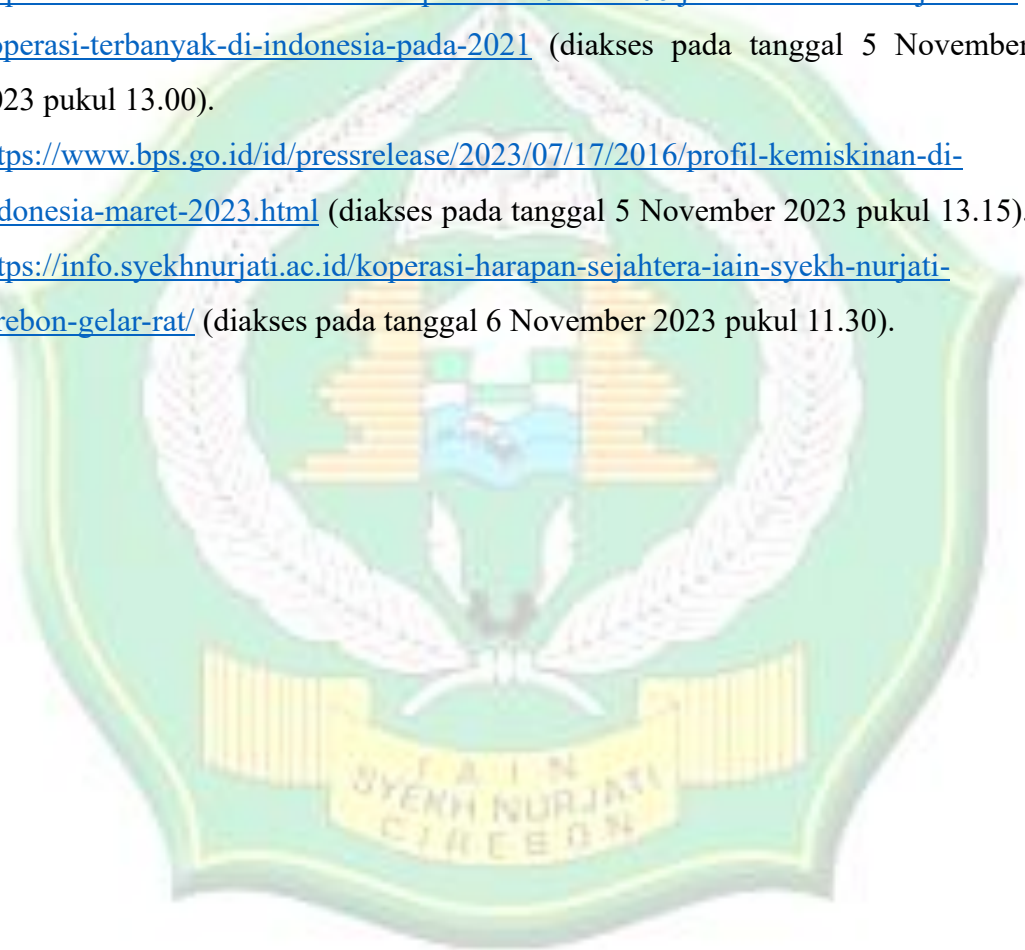 operasi-terbanyak-di-indonesia-pada-2021 (diakses pada tanggal 5 November
023 pukul 13.00).
tps://www.bps.go.id/id/pressrelease/2023/07/17/2016/profil-kemiskinan-di-
donesia-maret-2023.html (diakses pada tanggal 5 November 2023 pukul 13.15).
tps://info.syekhnurjati.ac.id/koperasi-harapan-sejahtera-iain-syekh-nurjati-
rebon-gelar-rat/ (diakses pada tanggal 6 November 2023 pukul 11.30).
IAIN
SYEKH NURJATI
CIREBON